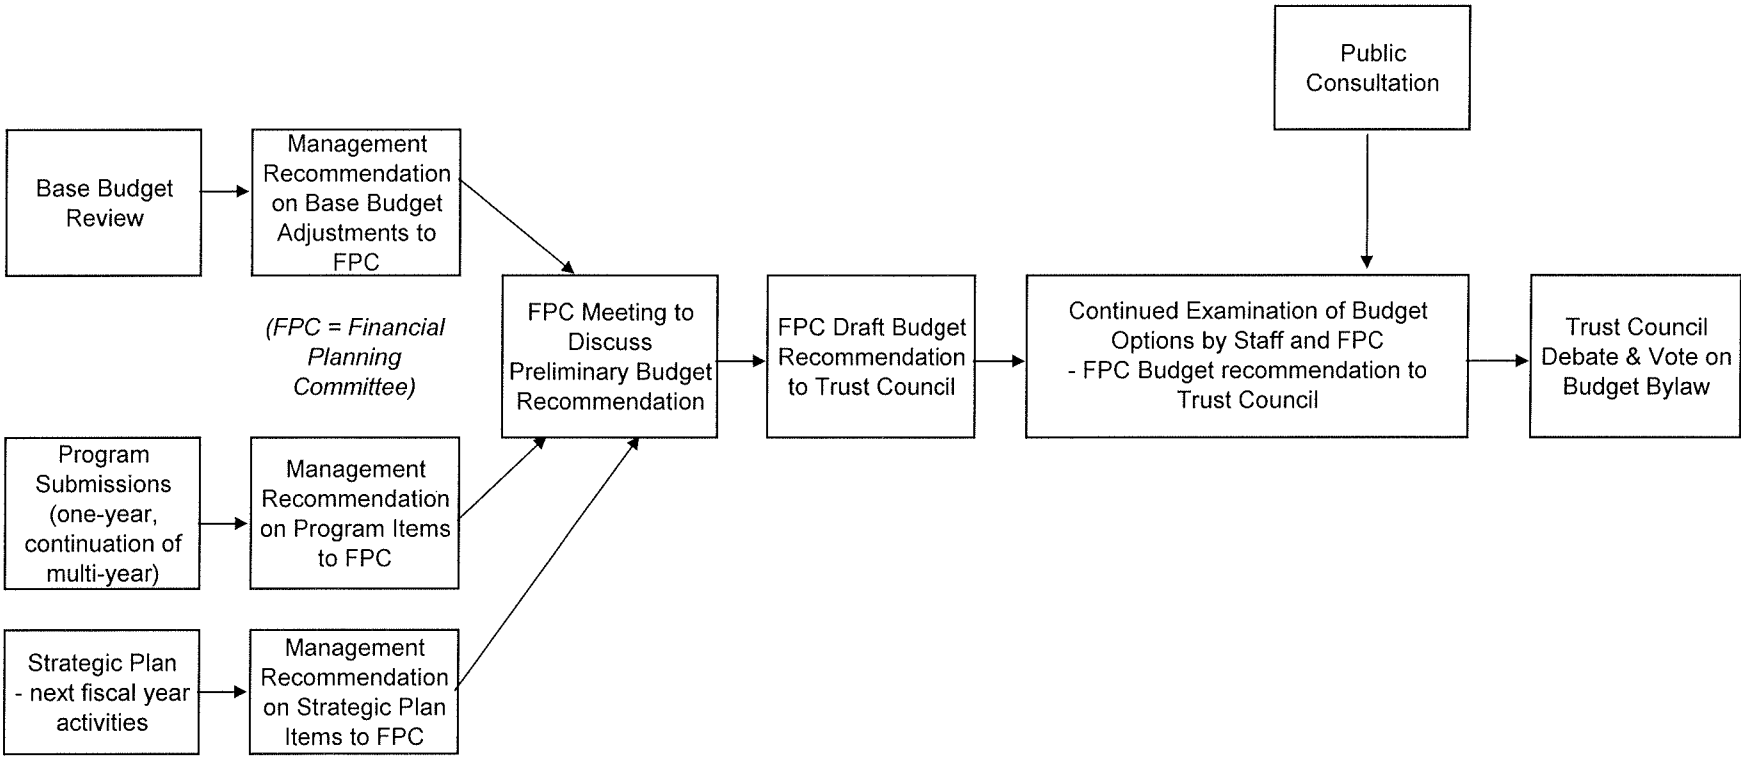 Public
Consultation
Base Budget
Review
Management
Recommendation
on Base Budget
Adjustments to
FPC
(FPC = Financial
Planning
Committee)
FPC Meeting to
Discuss
Preliminary Budget
Recommendation
FPC Draft Budget
Recommendation
to Trust Council
Continued Examination of Budget
Options by Staff and FPC
- FPC Budget recommendation to
Trust Council
Trust Council
Debate & Vote on
Budget Bylaw
Program
Submissions
(one-year,
continuation of
multi-year)
Management
Recommendation
on Program Items
to FPC
Strategic Plan
- next fiscal year
activities
Management
Recommendation
on Strategic Plan
Items to FPC